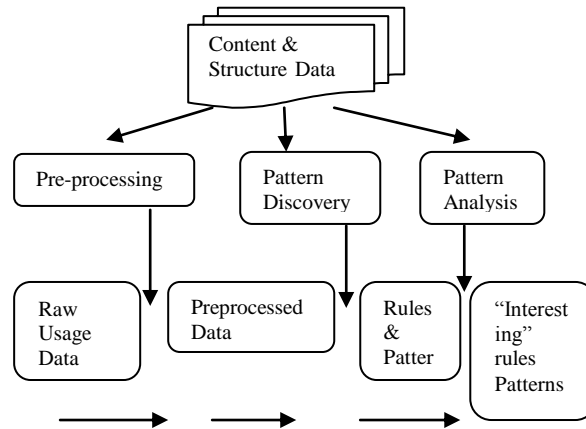 Content &
Structure Data
Pre-processing
Pattern
Discovery
Pattern
Analysis
Raw
Usage
Data
Preprocessed
Data
Rules
&
Patter
“Interest
ing”
rules
Patterns